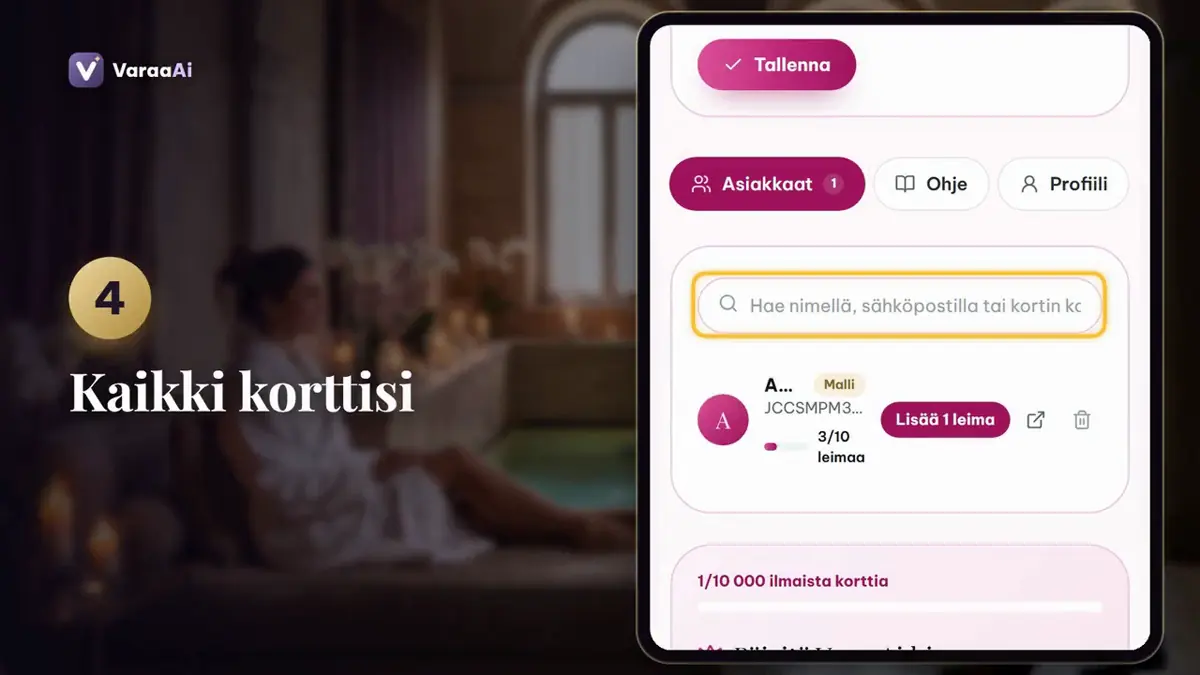 VaraaAi
4
Kaikki korttisi
Tallenna
Asiakkaat 1
Ohje
Profiili
Hae nimellä, sähköpostilla tai kortin ko
A... Malli
JCCSMPM3...
3/10
leimaa
Lisää 1 leima
A
1/10 000 ilmaista korttia